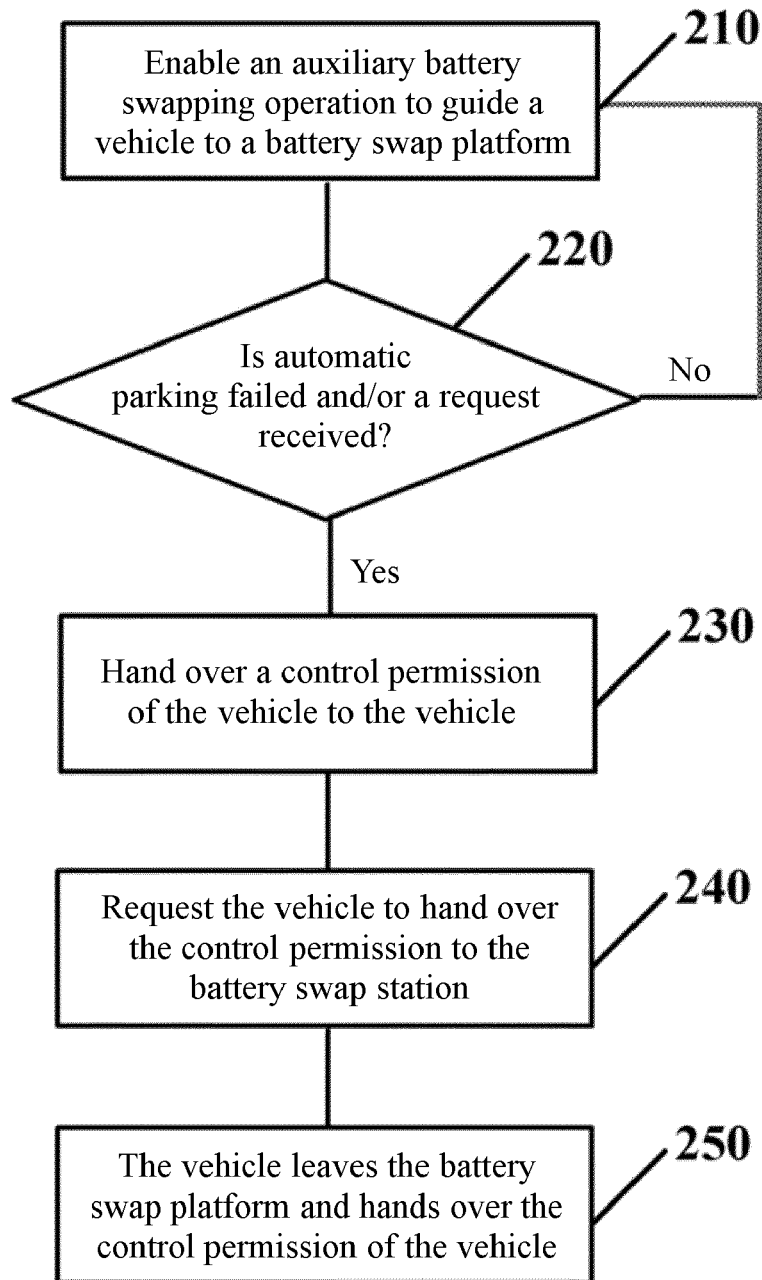 210
Enable an auxiliary battery
swapping operation to guide a
vehicle to a battery swap platform
220
Is automatic
parking failed and/or a request
received?
No
Yes
230
Hand over a control permission
of the vehicle to the vehicle
240
Request the vehicle to hand over
the control permission to the
battery swap station
250
The vehicle leaves the battery
swap platform and hands over the
control permission of the vehicle